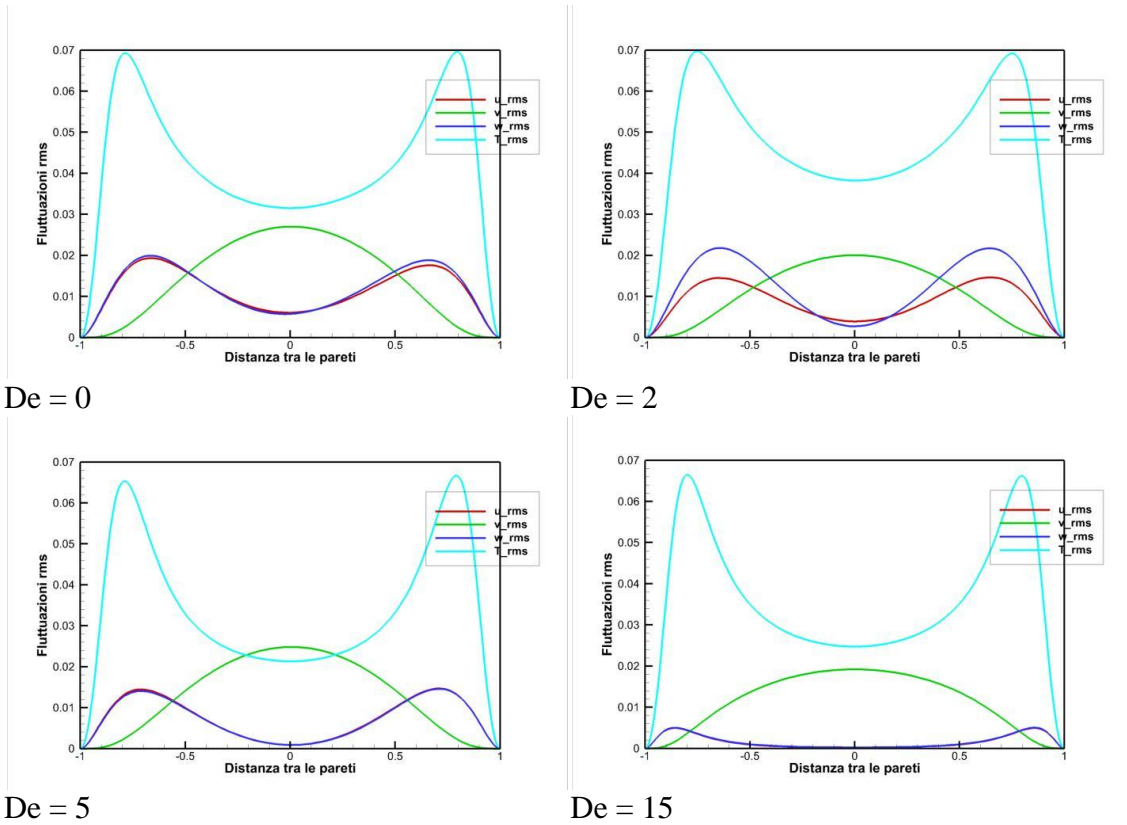 0.07
0.06
0.05
0.04
0.03
0.02
0.01
0
Fluttuazioni rms
-1 -0.5 0 0.5 1
Distanza tra le pareti
u_rms
v_rms
w_rms
T_rms
De = 0
0.07
0.06
0.05
0.04
0.03
0.02
0.01
0
Fluttuazioni rms
-1 -0.5 0 0.5 1
Distanza tra le pareti
u_rms
v_rms
w_rms
T_rms
De = 2
0.07
0.06
0.05
0.04
0.03
0.02
0.01
0
Fluttuazioni rms
-1 -0.5 0 0.5 1
Distanza tra le pareti
u_rms
v_rms
w_rms
T_rms
De = 5
0.07
0.06
0.05
0.04
0.03
0.02
0.01
0
Fluttuazioni rms
-1 -0.5 0 0.5 1
Distanza tra le pareti
u_rms
v_rms
w_rms
T_rms
De = 15